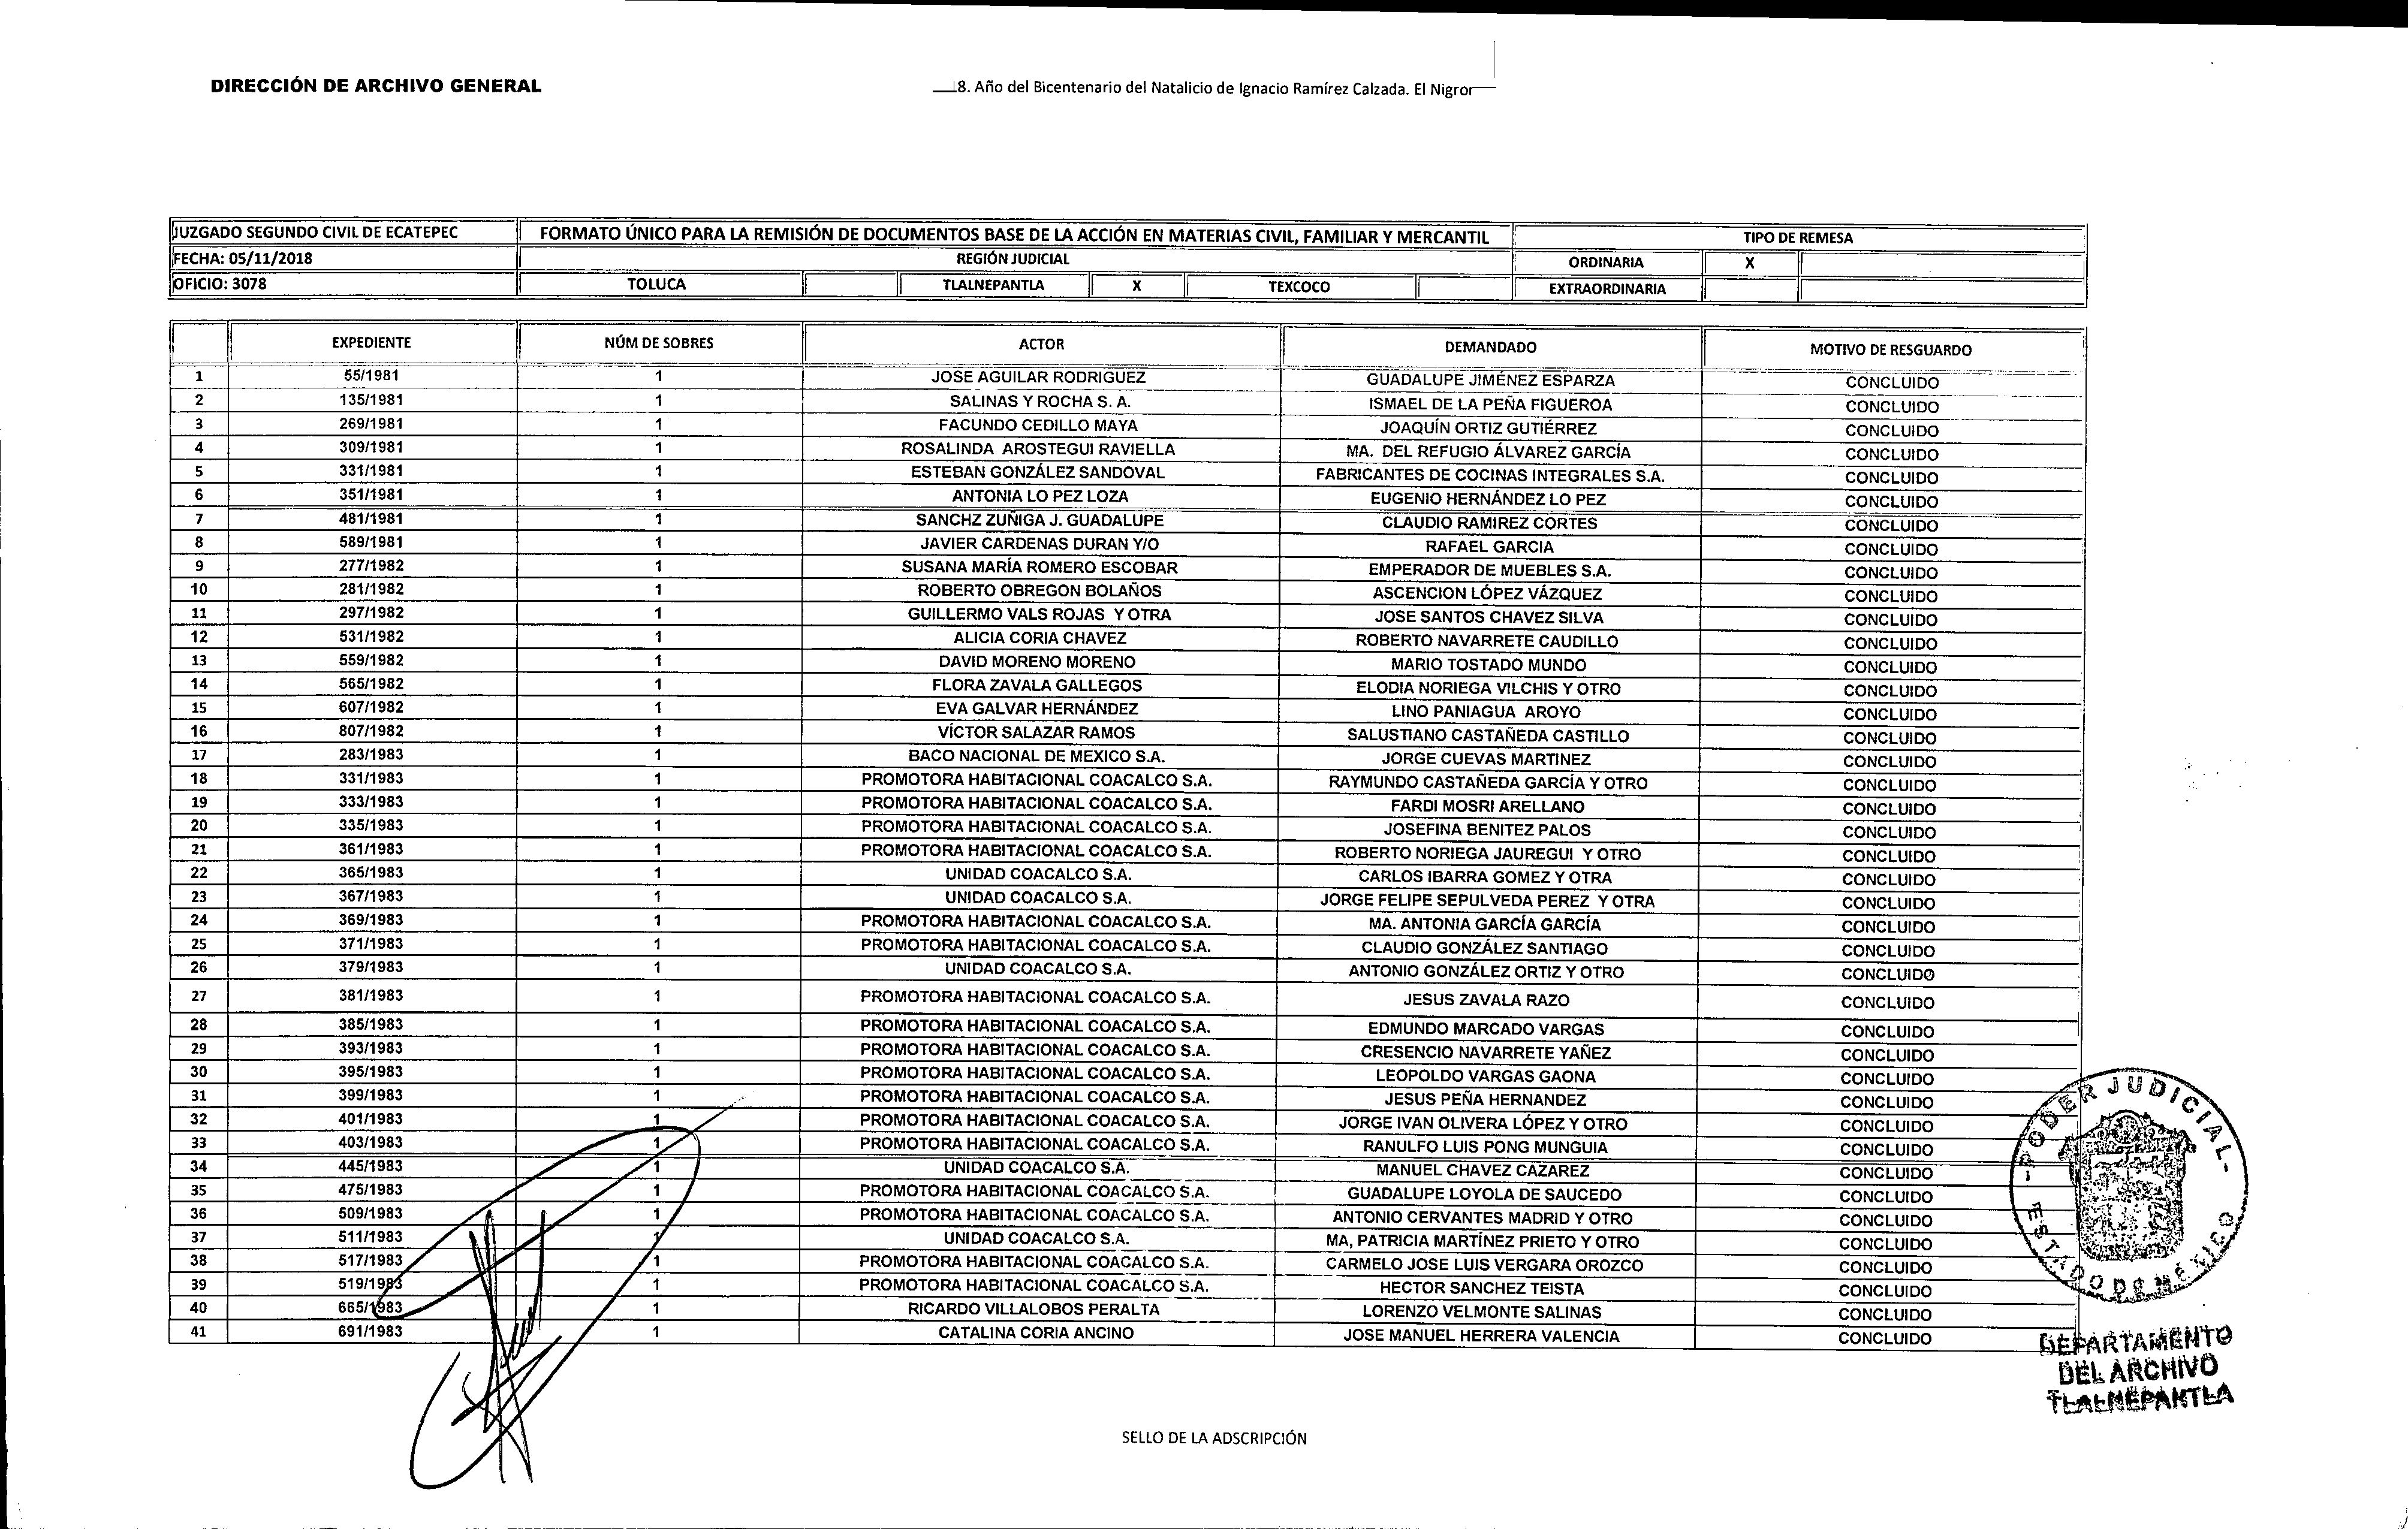 DIRECCIÓN DE ARCHIVO GENERAL
18. Año del Bicentenario del Natalicio de Ignacio Ramírez Calzada. El Nigror
JUZGADO SEGUNDO CIVIL DE ECATEPEC FORMATO ÚNICO PARA LA REMISIÓN DE DOCUMENTOS BASE DE LA ACCIÓN EN MATERIAS CIVIL, FAMILIAR Y MERCANTIL TIPO DE REMESA
FECHA: 05/11/2018 REGIÓN JUDICIAL ORDINARIA X
OFICIO: 3078 TOLUCA TLALNEPANTLA X TEXCOCO EXTRAORDINARIA
EXPEDIENTE NÚM DE SOBRES ACTOR DEMANDADO MOTIVO DE RESGUARDO
1 55/1981 1 JOSE AGUILAR RODRIGUEZ GUADALUPE JIMÉNEZ ESPARZA CONCLUIDO
2 135/1981 1 SALINAS Y ROCHA S. A. ISMAEL DE LA PEÑA FIGUEROA CONCLUIDO
3 269/1981 1 FACUNDO CEDILLO MAYA JOAQUÍN ORTIZ GUTIÉRREZ CONCLUIDO
4 309/1981 1 ROSALINDA AROSTEGUI RAVIELLA MA. DEL REFUGIO ÁLVAREZ GARCÍA CONCLUIDO
5 331/1981 1 ESTEBAN GONZÁLEZ SANDOVAL FABRICANTES DE COCINAS INTEGRALES S.A. CONCLUIDO
6 351/1981 1 ANTONIA LO PEZ LOZA EUGENIO HERNÁNDEZ LO PEZ CONCLUIDO
7 481/1981 1 SANCHZ ZUÑIGA J. GUADALUPE CLAUDIO RAMIREZ CORTES CONCLUIDO
8 589/1981 1 JAVIER CARDENAS DURAN Y/O RAFAEL GARCIA CONCLUIDO
9 277/1982 1 SUSANA MARÍA ROMERO ESCOBAR EMPERADOR DE MUEBLES S.A. CONCLUIDO
10 281/1982 1 ROBERTO OBREGON BOLAÑOS ASCENCION LÓPEZ VÁZQUEZ CONCLUIDO
11 297/1982 1 GUILLERMO VALS ROJAS Y OTRA JOSE SANTOS CHAVEZ SILVA CONCLUIDO
12 531/1982 1 ALICIA CORIA CHAVEZ ROBERTO NAVARRETE CAUDILLO CONCLUIDO
13 559/1982 1 DAVID MORENO MORENO MARIO TOSTADO MUNDO CONCLUIDO
14 565/1982 1 FLORA ZAVALA GALLEGOS ELODIA NORIEGA VILCHIS Y OTRO CONCLUIDO
15 607/1982 1 EVA GALVAR HERNÁNDEZ LINO PANIAGUA AROYO CONCLUIDO
16 807/1982 1 VÍCTOR SALAZAR RAMOS SALUSTIANO CASTAÑEDA CASTILLO CONCLUIDO
17 283/1983 1 BACO NACIONAL DE MEXICO S.A. JORGE CUEVAS MARTINEZ CONCLUIDO
18 331/1983 1 PROMOTORA HABITACIONAL COACALCO S.A. RAYMUNDO CASTAÑEDA GARCÍA Y OTRO CONCLUIDO
19 333/1983 1 PROMOTORA HABITACIONAL COACALCO S.A. FARDI MOSRI ARELLANO CONCLUIDO
20 335/1983 1 PROMOTORA HABITACIONAL COACALCO S.A. JOSEFINA BENITEZ PALOS CONCLUIDO
21 361/1983 1 PROMOTORA HABITACIONAL COACALCO S.A. ROBERTO NORIEGA JAUREGUI Y OTRO CONCLUIDO
22 365/1983 1 UNIDAD COACALCO S.A. CARLOS IBARRA GOMEZ Y OTRA CONCLUIDO
23 367/1983 1 UNIDAD COACALCO S.A. JORGE FELIPE SEPULVEDA PEREZ Y OTRA CONCLUIDO
24 369/1983 1 PROMOTORA HABITACIONAL COACALCO S.A. MA. ANTONIA GARCÍA GARCÍA CONCLUIDO
25 371/1983 1 PROMOTORA HABITACIONAL COACALCO S.A. CLAUDIO GONZÁLEZ SANTIAGO CONCLUIDO
26 379/1983 1 UNIDAD COACALCO S.A. ANTONIO GONZÁLEZ ORTIZ Y OTRO CONCLUIDO
27 381/1983 1 PROMOTORA HABITACIONAL COACALCO S.A. JESUS ZAVALA RAZO CONCLUIDO
28 385/1983 1 PROMOTORA HABITACIONAL COACALCO S.A. EDMUNDO MARCADO VARGAS CONCLUIDO
29 393/1983 1 PROMOTORA HABITACIONAL COACALCO S.A. CRESENCIO NAVARRETE YAÑEZ CONCLUIDO
30 395/1983 1 PROMOTORA HABITACIONAL COACALCO S.A. LEOPOLDO VARGAS GAONA CONCLUIDO
31 399/1983 1 PROMOTORA HABITACIONAL COACALCO S.A. JESUS PEÑA HERNANDEZ CONCLUIDO
32 401/1983 1 PROMOTORA HABITACIONAL COACALCO S.A. JORGE IVAN OLIVERA LÓPEZ Y OTRO CONCLUIDO
33 403/1983 1 PROMOTORA HABITACIONAL COACALCO S.A. RANULFO LUIS PONG MUNGUIA CONCLUIDO
34 445/1983 1 UNIDAD COACALCO S.A. MANUEL CHAVEZ CAZAREZ CONCLUIDO
35 475/1983 1 PROMOTORA HABITACIONAL COACALCO S.A. GUADALUPE LOYOLA DE SAUCEDO CONCLUIDO
36 509/1983 1 PROMOTORA HABITACIONAL COACALCO S.A. ANTONIO CERVANTES MADRID Y OTRO CONCLUIDO
37 511/1983 1 UNIDAD COACALCO S.A. MA, PATRICIA MARTÍNEZ PRIETO Y OTRO CONCLUIDO
38 517/1983 1 PROMOTORA HABITACIONAL COACALCO S.A. CARMELO JOSE LUIS VERGARA OROZCO CONCLUIDO
39 519/1983 1 PROMOTORA HABITACIONAL COACALCO S.A. HECTOR SANCHEZ TEISTA CONCLUIDO
40 665/1983 1 RICARDO VILLALOBOS PERALTA LORENZO VELMONTE SALINAS CONCLUIDO
41 691/1983 1 CATALINA CORIA ANCINO JOSE MANUEL HERRERA VALENCIA CONCLUIDO
PODER JUDICIAL
ESTADO DE MÉXICO
DEPARTAMENTO
DEL ARCHIVO
TLALNEPANTLA
SELLO DE LA ADSCRIPCIÓN